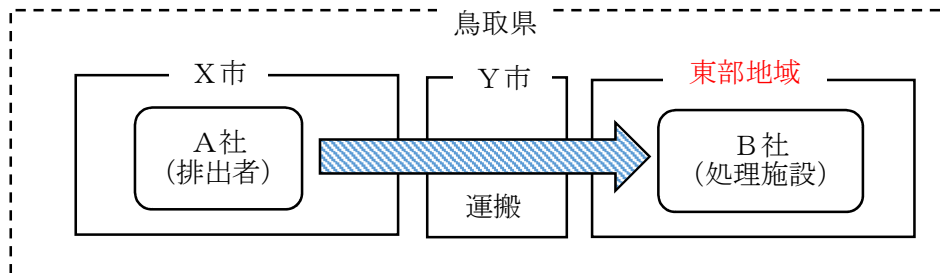 鳥取県
X市
Y市
東部地域
A社
(排出者)
B社
(処理施設)
運搬